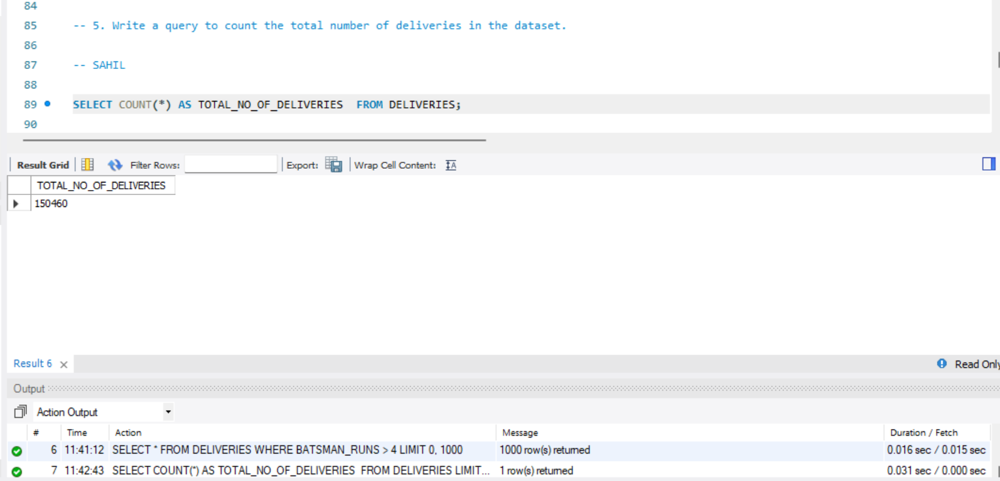 84
85 -- 5. Write a query to count the total number of deliveries in the dataset.
86
87 -- SAHIL
88
89 SELECT COUNT(*) AS TOTAL_NO_OF_DELIVERIES  FROM DELIVERIES;
90
Result Grid Filter Rows: Export: Wrap Cell Content: IA
TOTAL_NO_OF_DELIVERIES
150460
Result 6 × Read Only
Output
Action Output
# Time Action Message Duration / Fetch
6 11:41:12 SELECT * FROM DELIVERIES WHERE BATSMAN_RUNS > 4 LIMIT 0, 1000 1000 row(s) returned 0.016 sec / 0.015 sec
7 11:42:43 SELECT COUNT(*) AS TOTAL_NO_OF_DELIVERIES  FROM DELIVERIES LIMIT... 1 row(s) returned 0.031 sec / 0.000 sec